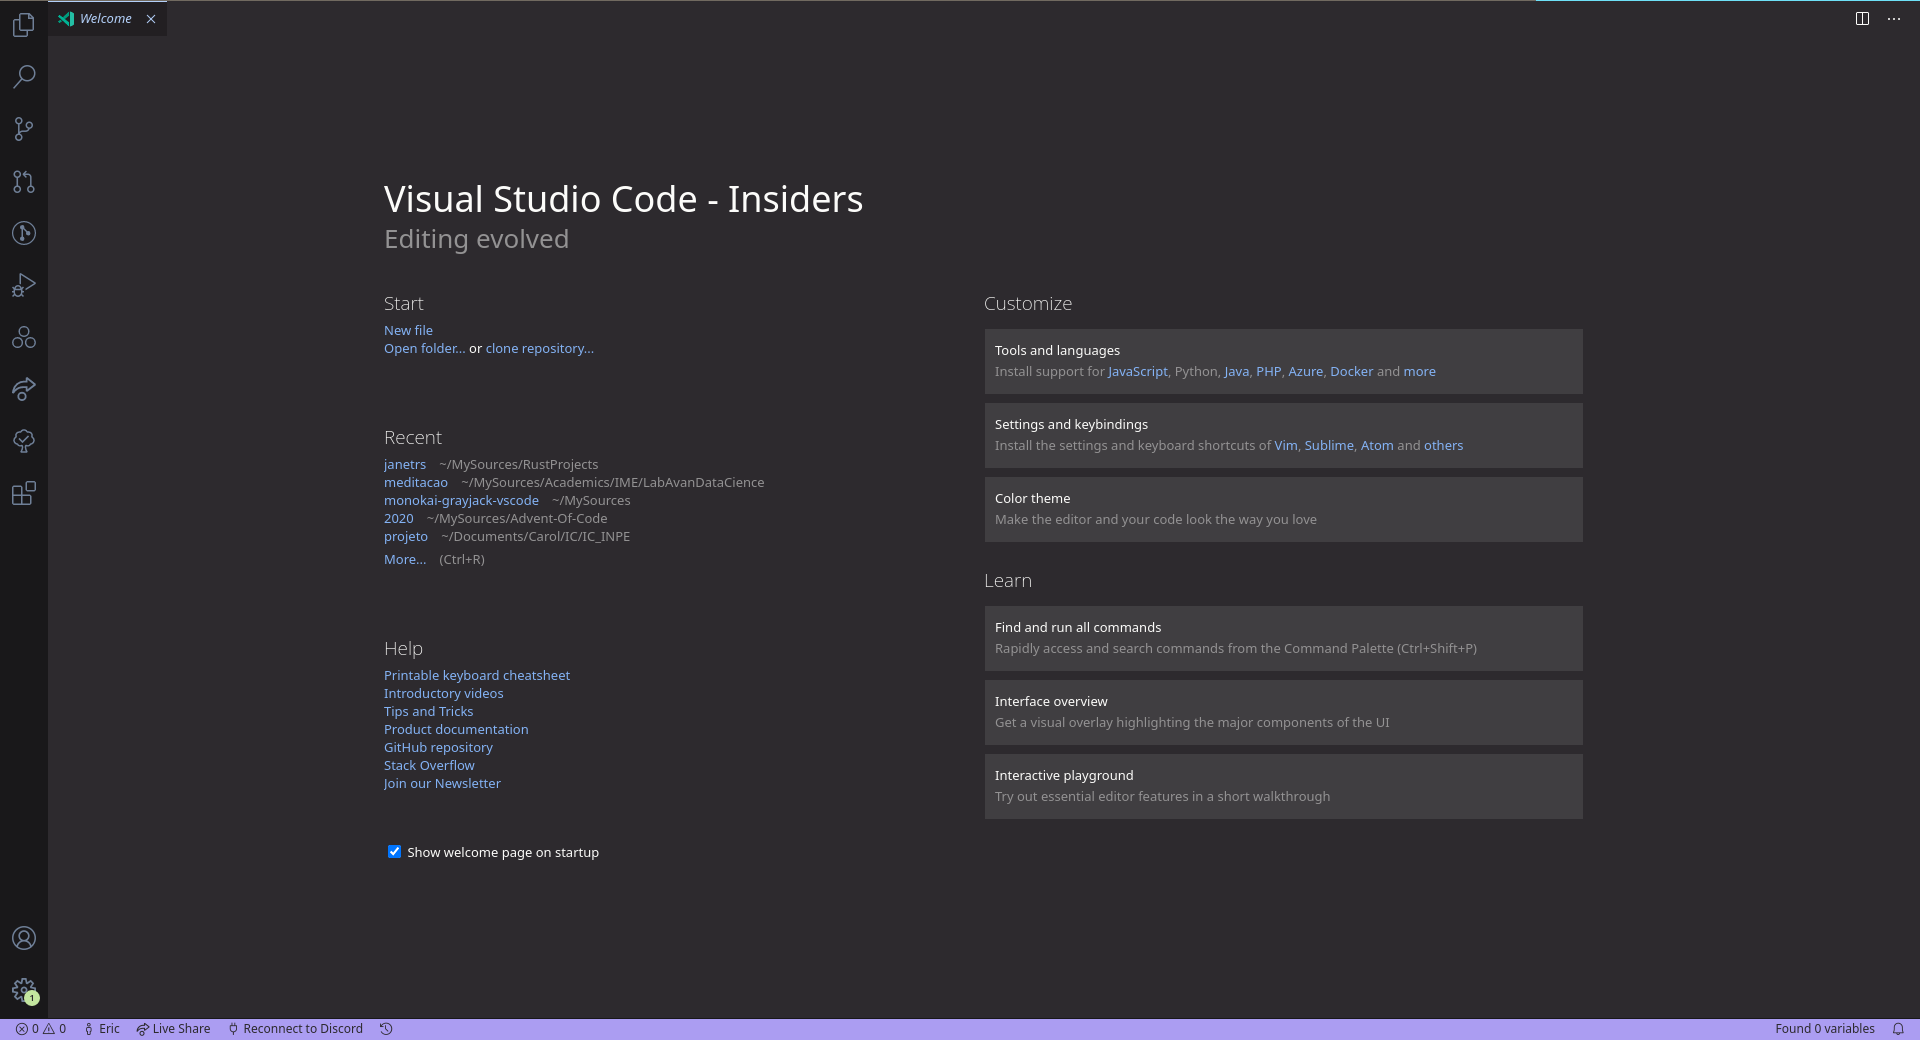 Welcome
Visual Studio Code - Insiders
Editing evolved
Start
New file
Open folder... or clone repository...
Recent
janetrs ~/MySources/RustProjects
meditacao ~/MySources/Academics/IME/LabAvanDataCience
monokai-grayjack-vscode ~/MySources
2020 ~/MySources/Advent-Of-Code
projeto ~/Documents/Carol/IC/IC_INPE
More... (Ctrl+R)
Help
Printable keyboard cheatsheet
Introductory videos
Tips and Tricks
Product documentation
GitHub repository
Stack Overflow
Join our Newsletter
Show welcome page on startup
Customize
Tools and languages
Install support for JavaScript, Python, Java, PHP, Azure, Docker and more
Settings and keybindings
Install the settings and keyboard shortcuts of Vim, Sublime, Atom and others
Color theme
Make the editor and your code look the way you love
Learn
Find and run all commands
Rapidly access and search commands from the Command Palette (Ctrl+Shift+P)
Interface overview
Get a visual overlay highlighting the major components of the UI
Interactive playground
Try out essential editor features in a short walkthrough
1
0 0 Eric Live Share Reconnect to Discord Found 0 variables